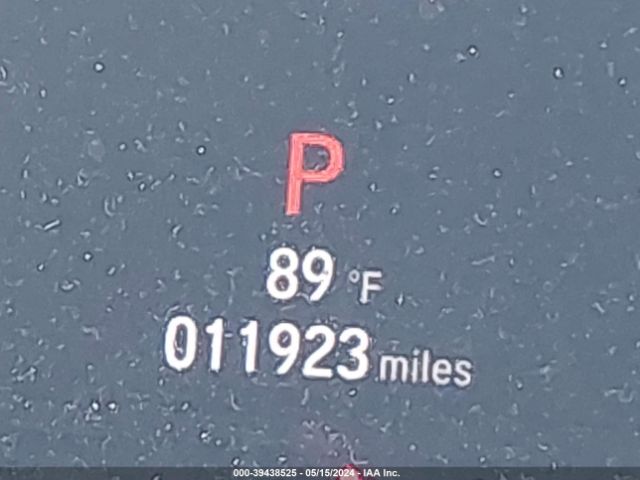 P
89 °F
011923 miles
000-39438525 - 05/15/2024 - IAA Inc.